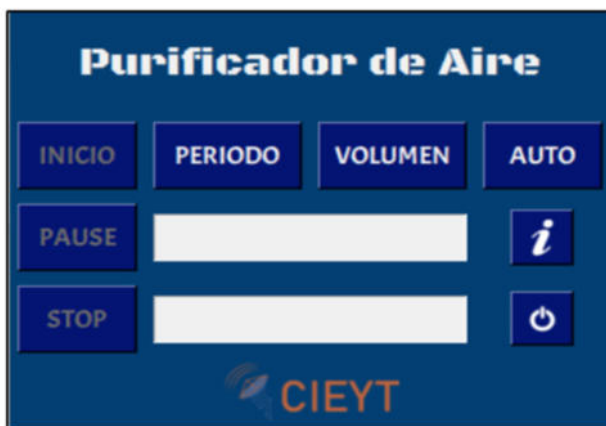 Purificador de Aire
INICIO PERIODO VOLUMEN AUTO
PAUSE i
STOP
CIEYT